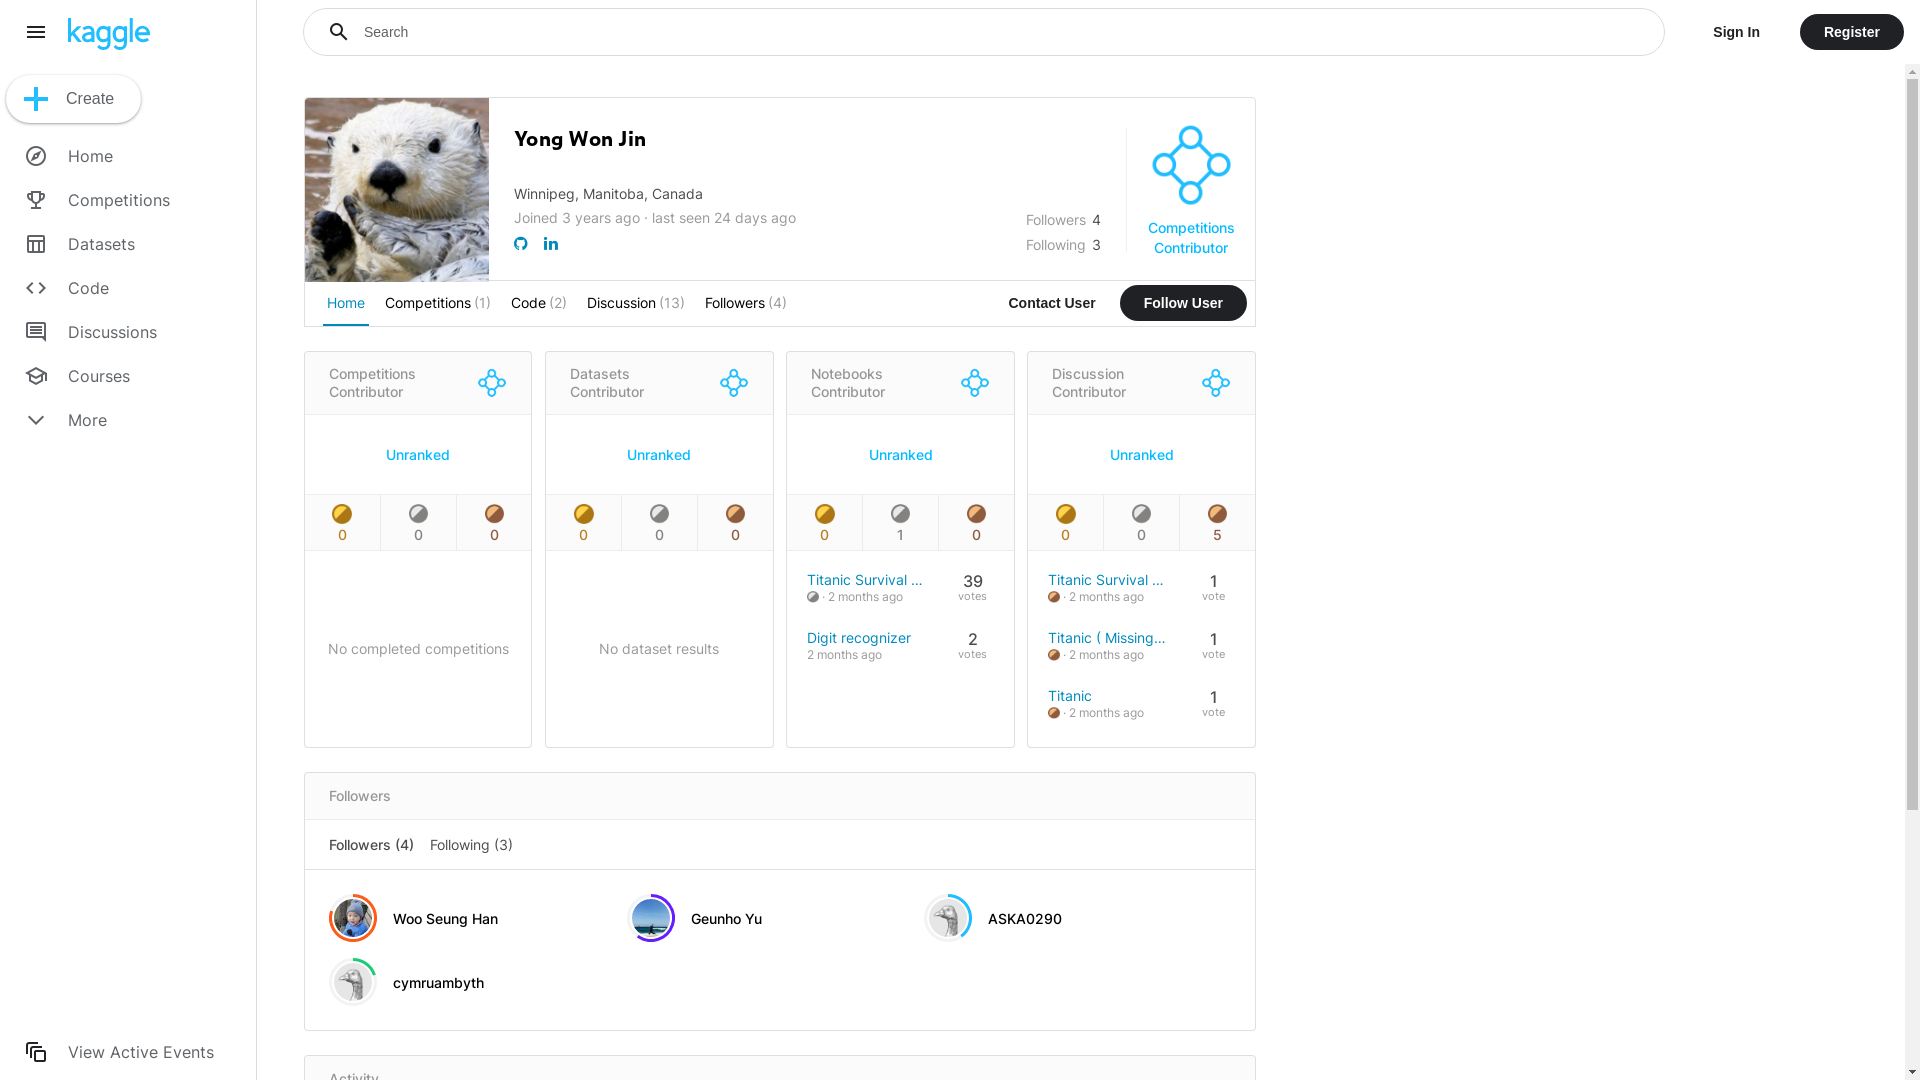 kaggle
Search
Sign In
Register
Create
Home
Competitions
Datasets
Code
Discussions
Courses
More
View Active Events
Yong Won Jin
Winnipeg, Manitoba, Canada
Joined 3 years ago · last seen 24 days ago
Followers 4
Following 3
Competitions
Contributor
Home
Competitions (1)
Code (2)
Discussion (13)
Followers (4)
Contact User
Follow User
Competitions
Contributor
Unranked
0
0
0
No completed competitions
Datasets
Contributor
Unranked
0
0
0
No dataset results
Notebooks
Contributor
Unranked
0
1
0
Titanic Survival ...
39
· 2 months ago
votes
Digit recognizer
2
2 months ago
votes
Discussion
Contributor
Unranked
0
0
5
Titanic Survival ...
1
· 2 months ago
vote
Titanic ( Missing...
1
· 2 months ago
vote
Titanic
1
· 2 months ago
vote
Followers
Followers (4)
Following (3)
Woo Seung Han
Geunho Yu
ASKA0290
cymruambyth
Activity